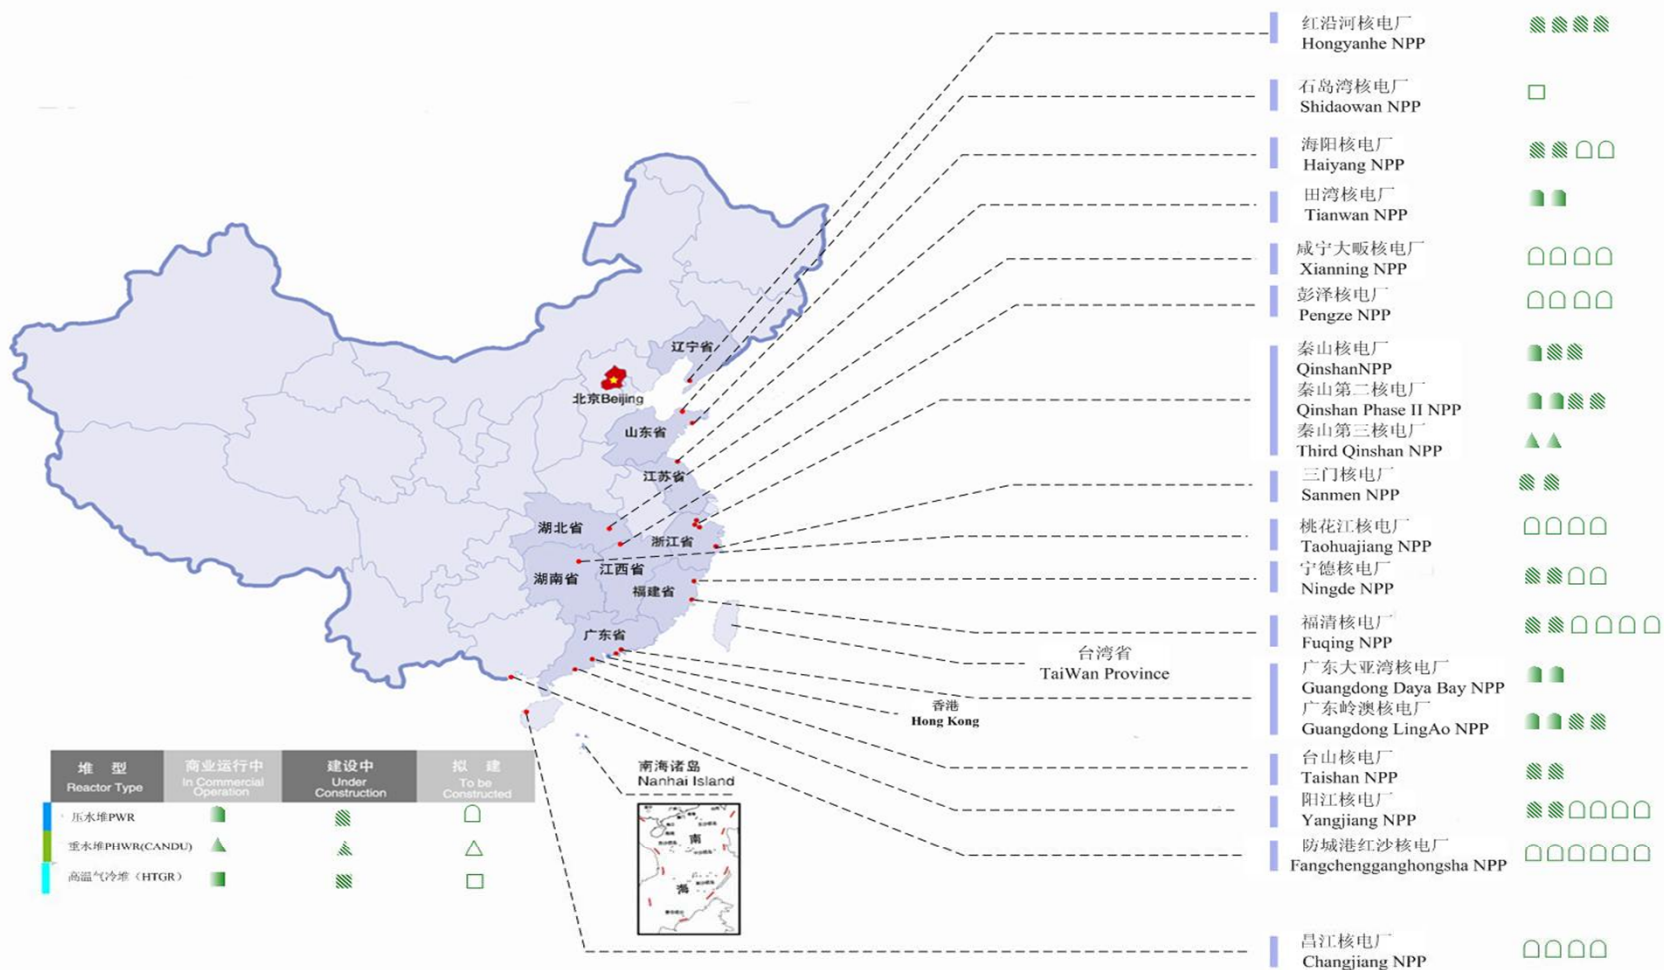 红沿河核电厂
Hongyanhe NPP
石岛湾核电厂
Shidaowan NPP
海阳核电厂
Haiyang NPP
田湾核电厂
Tianwan NPP
咸宁大畈核电厂
Xianning NPP
彭泽核电厂
Pengze NPP
秦山核电厂
QinshanNPP
秦山第二核电厂
Qinshan Phase II NPP
秦山第三核电厂
Third Qinshan NPP
三门核电厂
Sanmen NPP
桃花江核电厂
Taohuajiang NPP
宁德核电厂
Ningde NPP
福清核电厂
Fuqing NPP
广东大亚湾核电厂
Guangdong Daya Bay NPP
广东岭澳核电厂
Guangdong LingAo NPP
台山核电厂
Taishan NPP
阳江核电厂
Yangjiang NPP
防城港红沙核电厂
Fangchengganghongsha NPP
昌江核电厂
Changjiang NPP
辽宁省
北京Beijing
山东省
江苏省
湖北省
浙江省
江西省
湖南省
福建省
广东省
台湾省
TaiWan Province
香港
Hong Kong
南海诸岛
Nanhai Island
南
海
堆 型
Reactor Type
商业运行中
In Commercial
Operation
建设中
Under
Construction
拟 建
To be
Constructed
压水堆PWR
重水堆PHWR(CANDU)
高温气冷堆（HTGR）